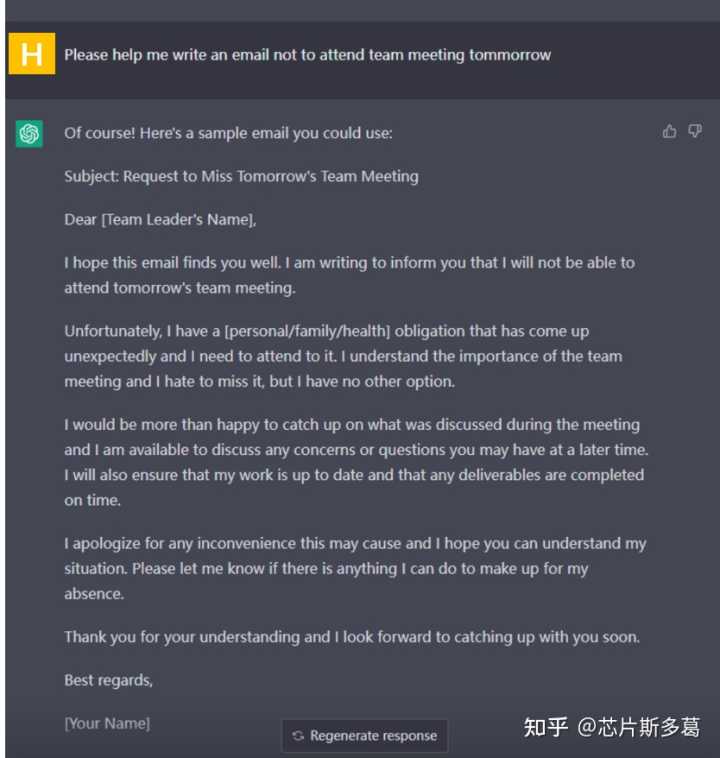 H
Please help me write an email not to attend team meeting tommorrow
Of course! Here's a sample email you could use:
Subject: Request to Miss Tomorrow's Team Meeting
Dear [Team Leader's Name],
I hope this email finds you well. I am writing to inform you that I will not be able to
attend tomorrow's team meeting.
Unfortunately, I have a [personal/family/health] obligation that has come up
unexpectedly and I need to attend to it. I understand the importance of the team
meeting and I hate to miss it, but I have no other option.
I would be more than happy to catch up on what was discussed during the meeting
and I am available to discuss any concerns or questions you may have at a later time.
I will also ensure that my work is up to date and that any deliverables are completed
on time.
I apologize for any inconvenience this may cause and I hope you can understand my
situation. Please let me know if there is anything I can do to make up for my
absence.
Thank you for your understanding and I look forward to catching up with you soon.
Best regards,
[Your Name]
Regenerate response
知乎 @芯片斯多葛